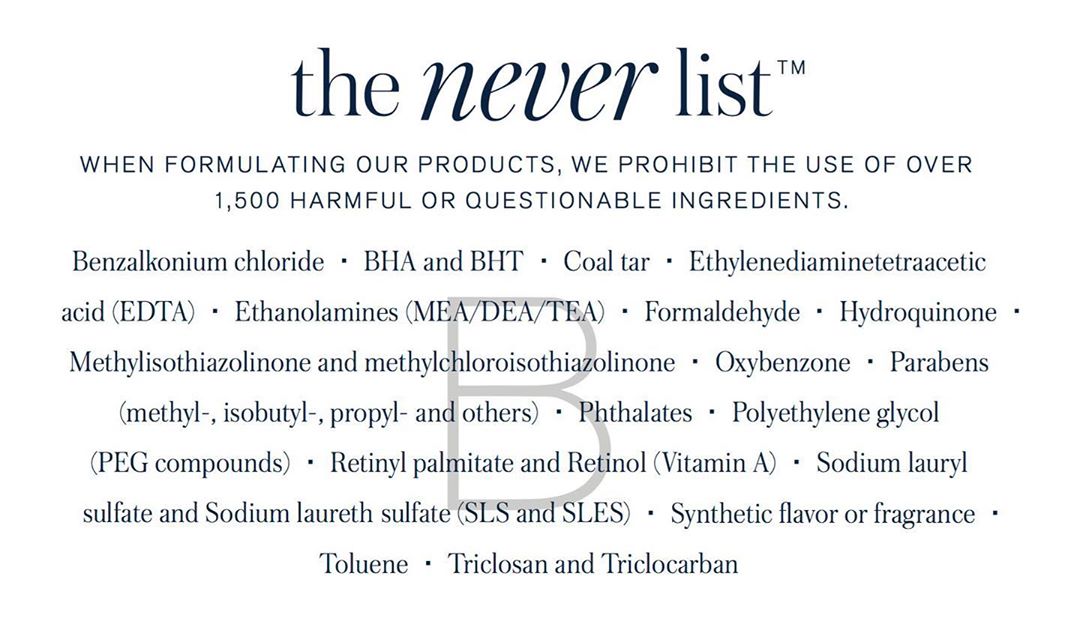 the never list™
WHEN FORMULATING OUR PRODUCTS, WE PROHIBIT THE USE OF OVER
1,500 HARMFUL OR QUESTIONABLE INGREDIENTS.
Benzalkonium chloride · BHA and BHT · Coal tar · Ethylenediaminetetraacetic
acid (EDTA) · Ethanolamines (MEA/DEA/TEA) · Formaldehyde · Hydroquinone ·
Methylisothiazolinone and methylchloroisothiazolinone · Oxybenzone · Parabens
(methyl-, isobutyl-, propyl- and others) · Phthalates · Polyethylene glycol
(PEG compounds) · Retinyl palmitate and Retinol (Vitamin A) · Sodium lauryl
sulfate and Sodium laureth sulfate (SLS and SLES) · Synthetic flavor or fragrance ·
Toluene · Triclosan and Triclocarban
B